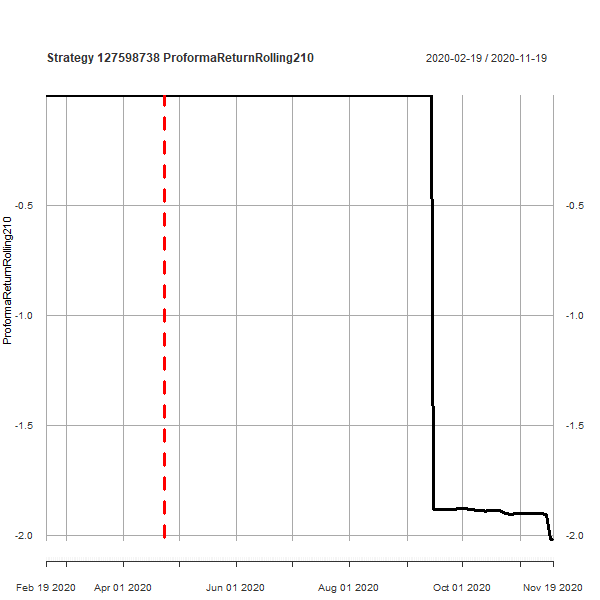 Strategy 127598738 ProformaReturnRolling210
2020-02-19 / 2020-11-19
ProformaReturnRolling210
-0.5
-0.5
-1.0
-1.0
-1.5
-1.5
-2.0
-2.0
Feb 19 2020
Apr 01 2020
Jun 01 2020
Aug 01 2020
Oct 01 2020
Nov 19 2020